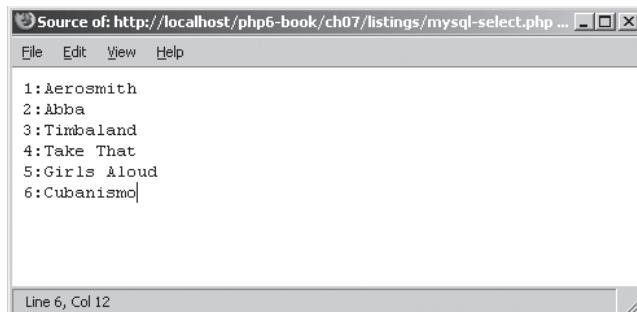 Source of: http://localhost/php6-book/ch07/listings/mysql-select.php ...
File Edit View Help
1:Aerosmith
2:Abba
3:Timbaland
4:Take That
5:Girls Aloud
6:Cubanismo
Line 6, Col 12